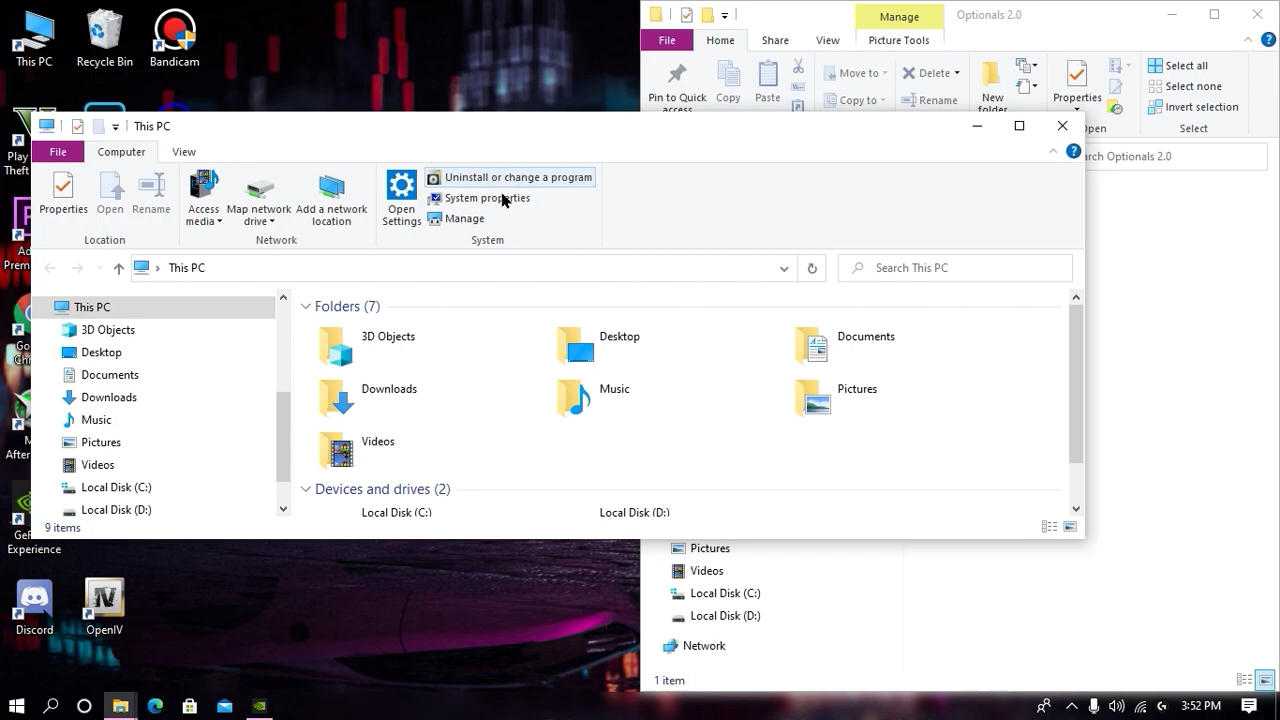 This PC
Recycle Bin
Bandicam
Manage
Optionals 2.0
File
Home
Share
View
Picture Tools
Pin to Quick
access
Copy
Paste
Move to
Copy to
Delete
Rename
New
folder
Properties
Open
Select all
Select none
Invert selection
Select
Play
Theft
This PC
File
Computer
View
Properties
Open
Rename
Location
Access
media
Map network
drive
Add a network
location
Network
Open
Settings
Uninstall or change a program
System properties
Manage
System
This PC
Search This PC
Optionals 2.0
Ad
Prem
Go
Chr
M
After
This PC
3D Objects
Desktop
Documents
Downloads
Music
Pictures
Videos
Local Disk (C:)
Local Disk (D:)
Folders (7)
3D Objects
Desktop
Documents
Downloads
Music
Pictures
Videos
Devices and drives (2)
Local Disk (C:)
Local Disk (D:)
9 items
GeF
Experience
Discord
OpenIV
Pictures
Videos
Local Disk (C:)
Local Disk (D:)
Network
1 item
3:52 PM